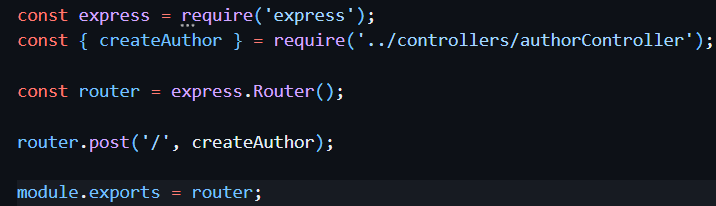 const express = require('express');
const { createAuthor } = require('../controllers/authorController');
const router = express.Router();
router.post('/', createAuthor);
module.exports = router;